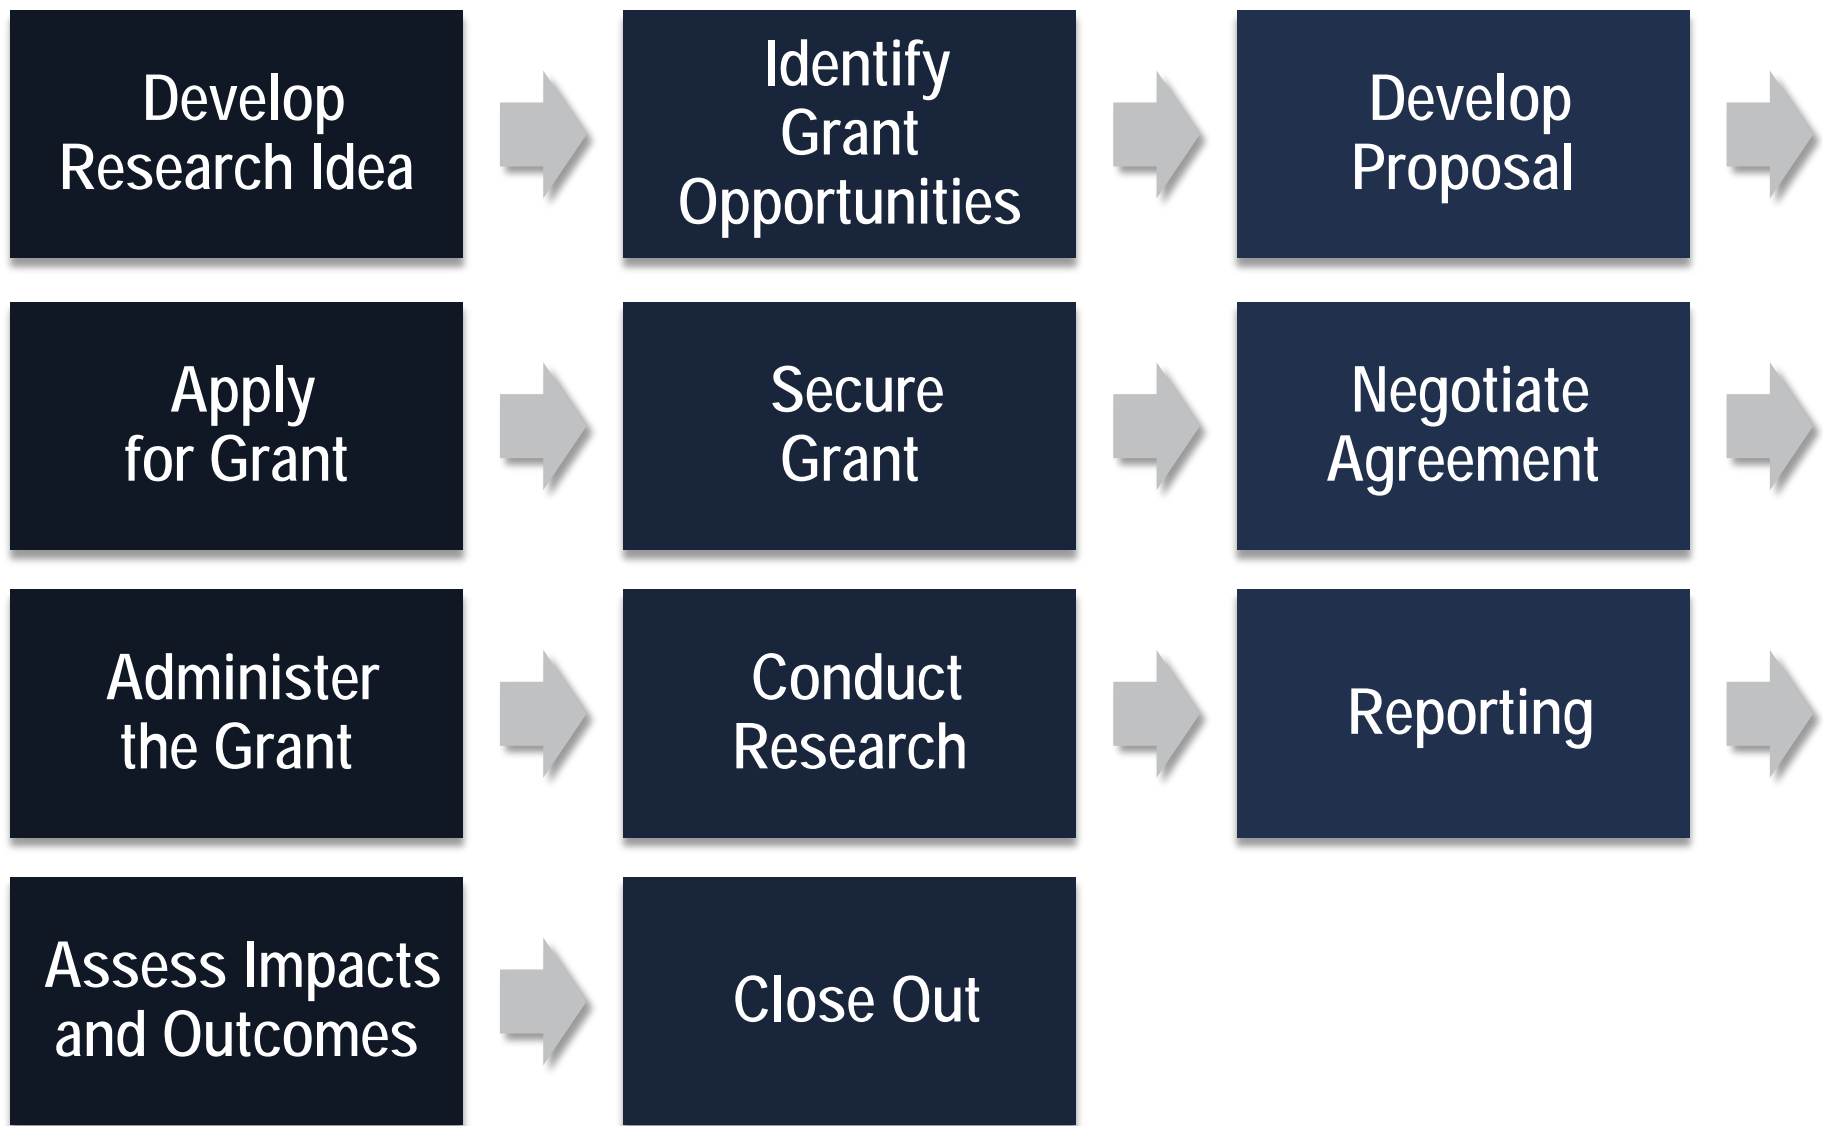 Develop
Research Idea
Identify
Grant
Opportunities
Develop
Proposal
Apply
for Grant
Secure
Grant
Negotiate
Agreement
Administer
the Grant
Conduct
Research
Reporting
Assess Impacts
and Outcomes
Close Out